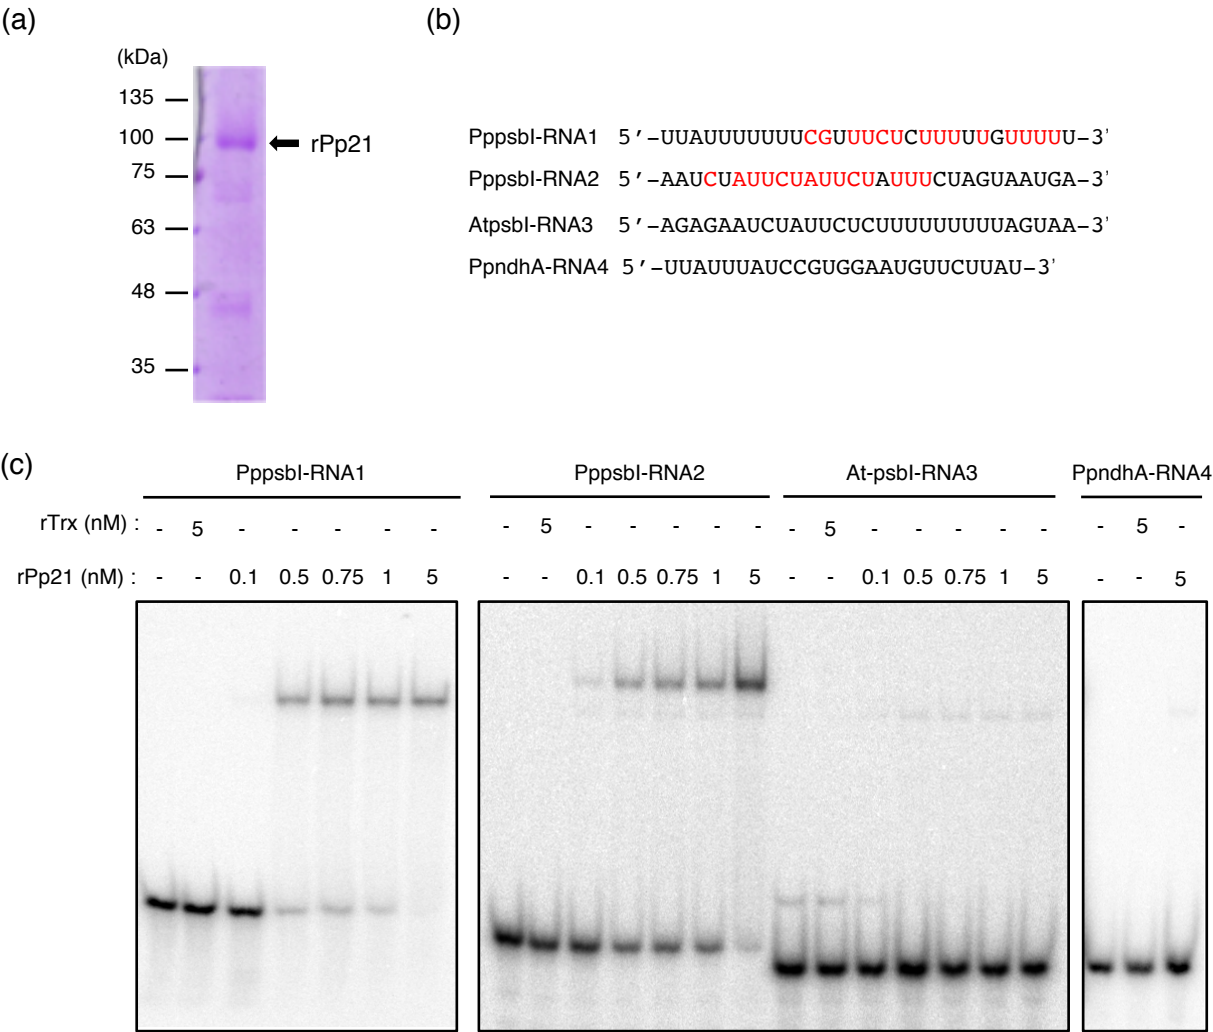 (a)
(kDa)
135
100
75
63
48
35
rPp21
(b)
PppsbI-RNA1 5′-UUAUUUUUUUCGUUUCUCUUUUUGUUUUU-3'
PppsbI-RNA2 5′-AAUCUAUUCUAUUCUAUUUCUAGUAAUGA-3'
AtpsbI-RNA3 5′-AGAGAAUCUAUUCUCUUUUUUUUUAGUAA-3'
PpndhA-RNA4 5′-UUAUUUAUCCGUGGAAUGUUCUUAU-3'
(c)
PppsbI-RNA1 PppsbI-RNA2 At-psbI-RNA3 PpndhA-RNA4
rTrx (nM) : - 5 - - - - - - 5 - - - - - - 5 - - - - - - 5 -
rPp21 (nM) : - - 0.1 0.5 0.75 1 5 - - 0.1 0.5 0.75 1 5 - - 0.1 0.5 0.75 1 5 - - 5